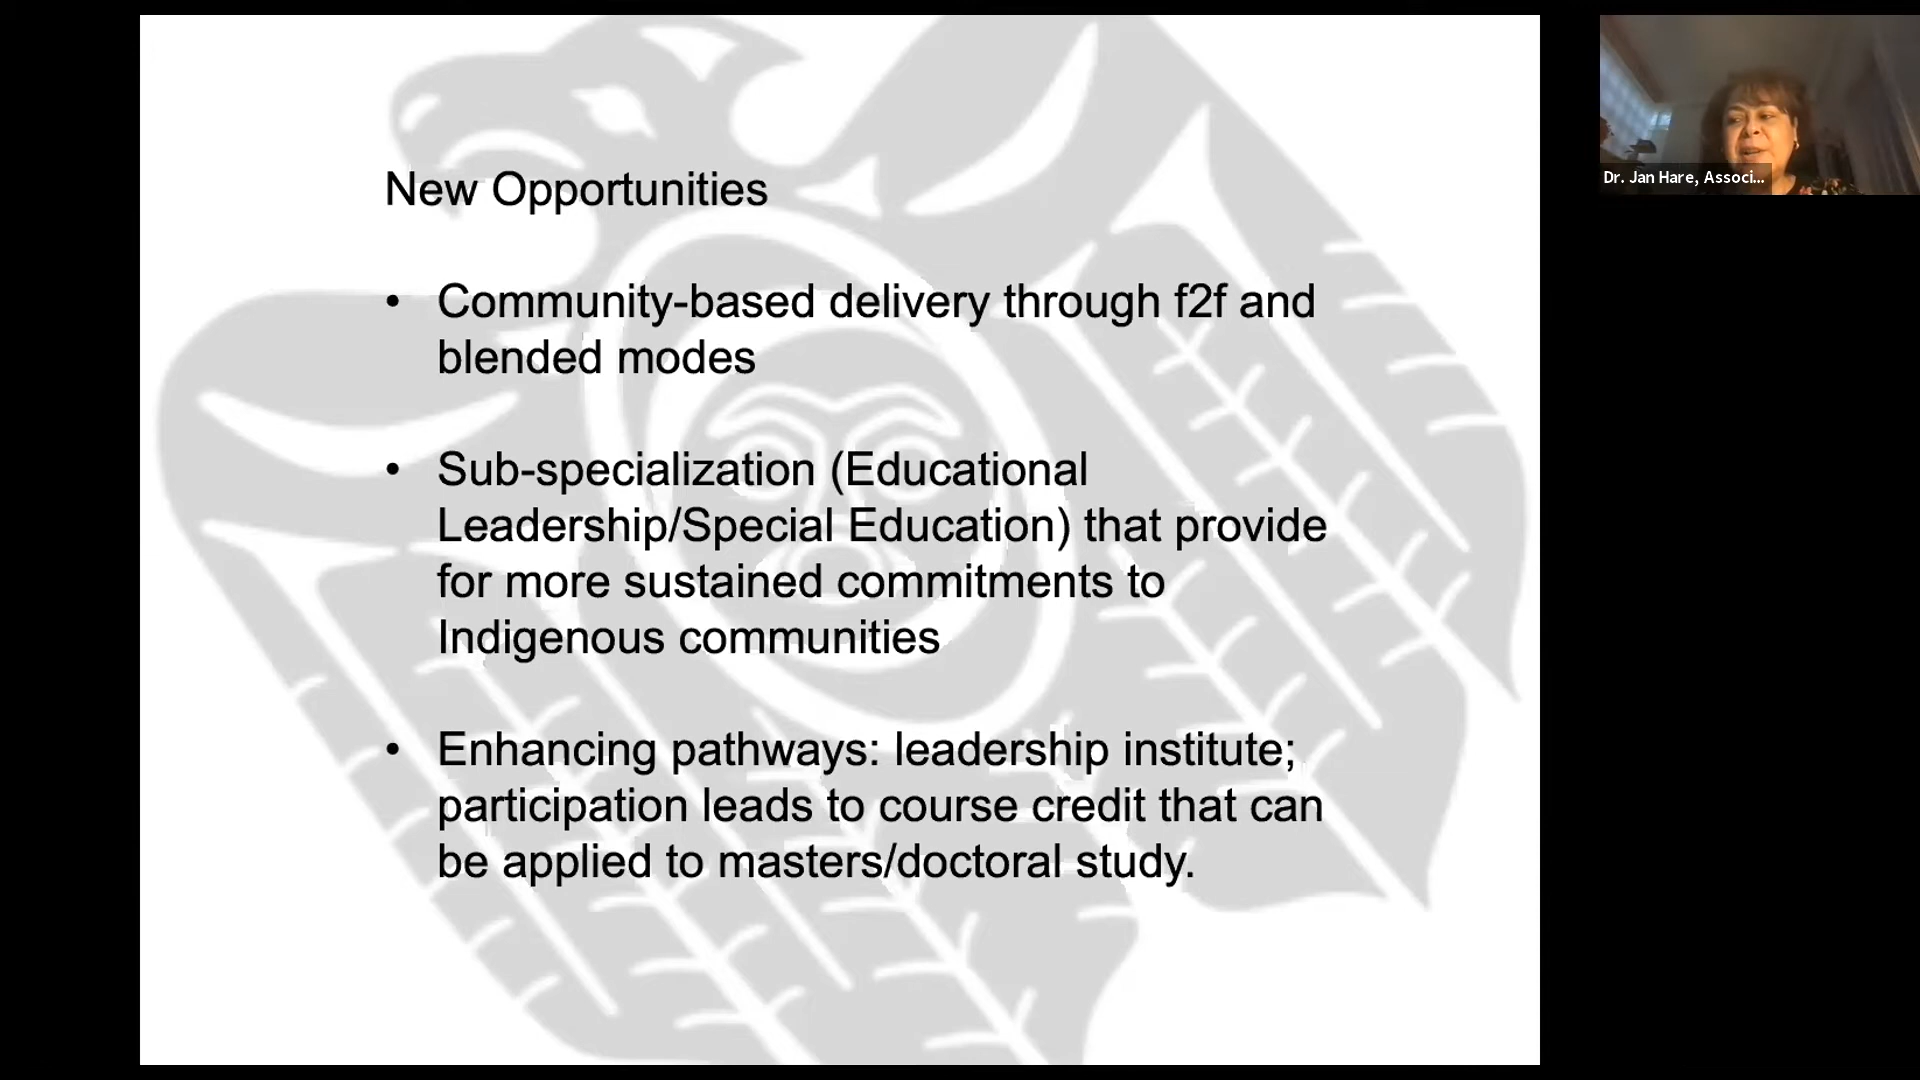 New Opportunities
• Community-based delivery through f2f and
blended modes
• Sub-specialization (Educational
Leadership/Special Education) that provide
for more sustained commitments to
Indigenous communities
• Enhancing pathways: leadership institute;
participation leads to course credit that can
be applied to masters/doctoral study.
Dr. Jan Hare, Associ...